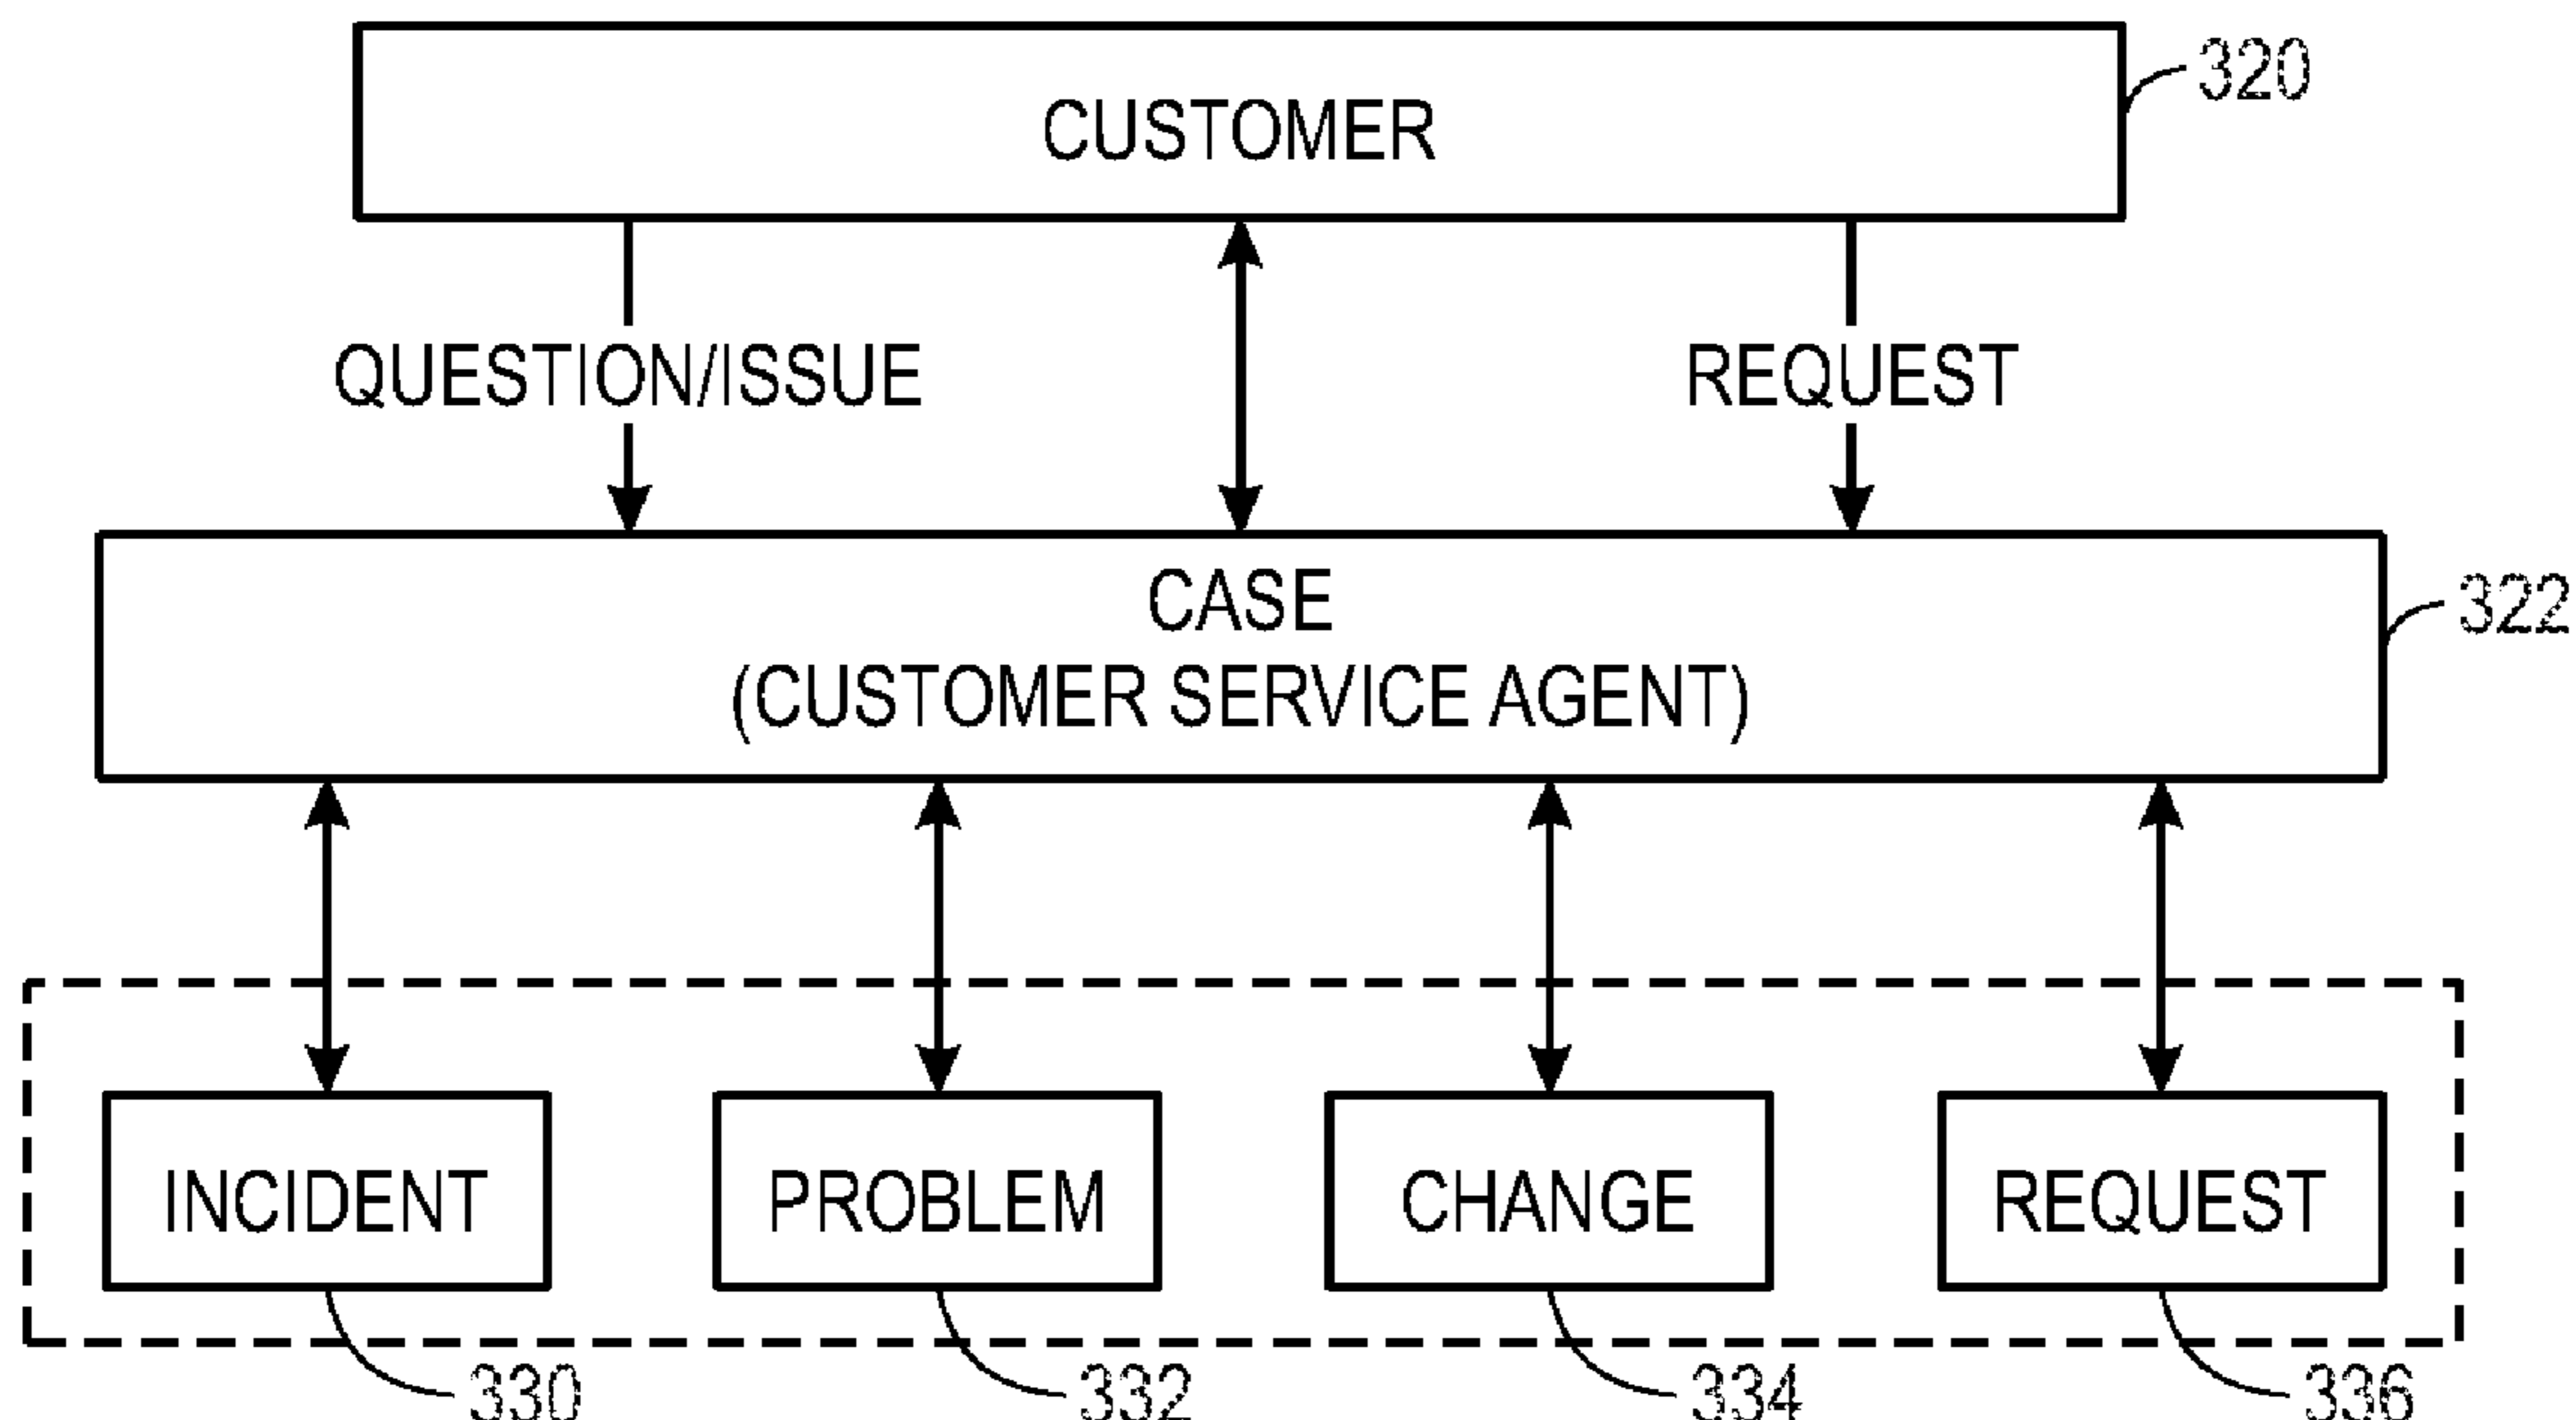 CUSTOMER
320
QUESTION/ISSUE
REQUEST
CASE
(CUSTOMER SERVICE AGENT)
322
INCIDENT
PROBLEM
CHANGE
REQUEST
330
332
334
336